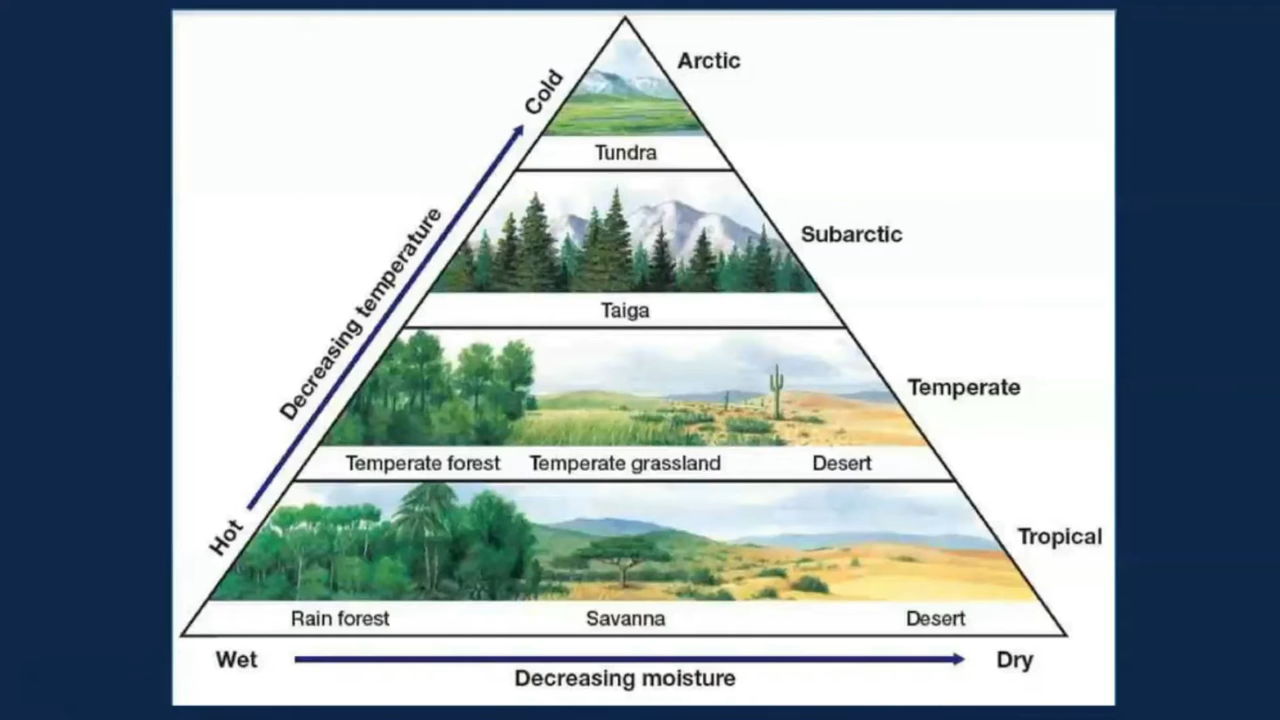 Arctic
Cold
Tundra
Decreasing temperature
Subarctic
Taiga
Temperate
Temperate forest Temperate grassland Desert
Hot
Tropical
Rain forest Savanna Desert
Wet Dry
Decreasing moisture